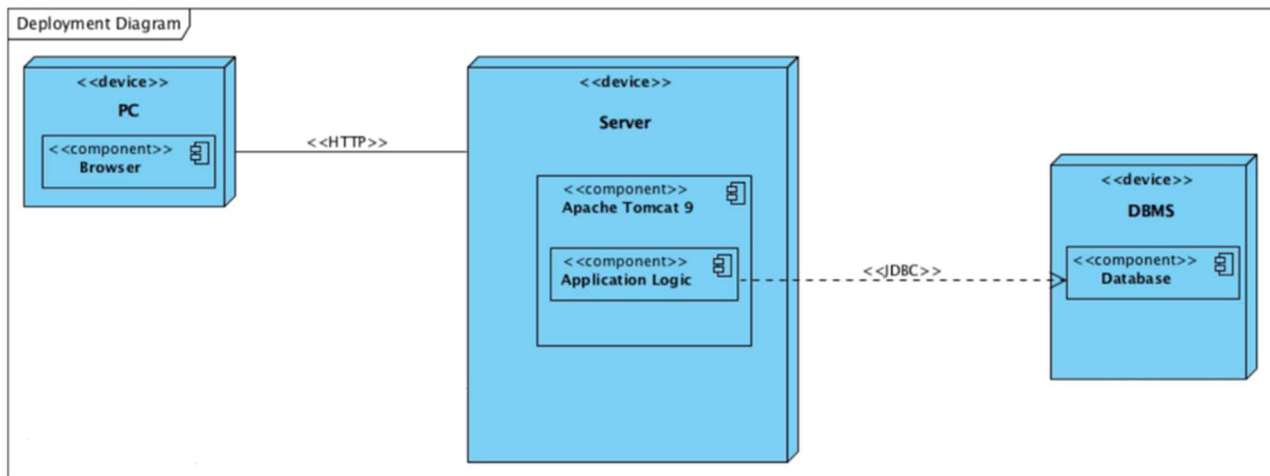 Deployment Diagram
<<device>>
PC
<<component>>
Browser
<<HTTP>>
<<device>>
Server
<<component>>
Apache Tomcat 9
<<component>>
Application Logic
<<JDBC>>
<<device>>
DBMS
<<component>>
Database